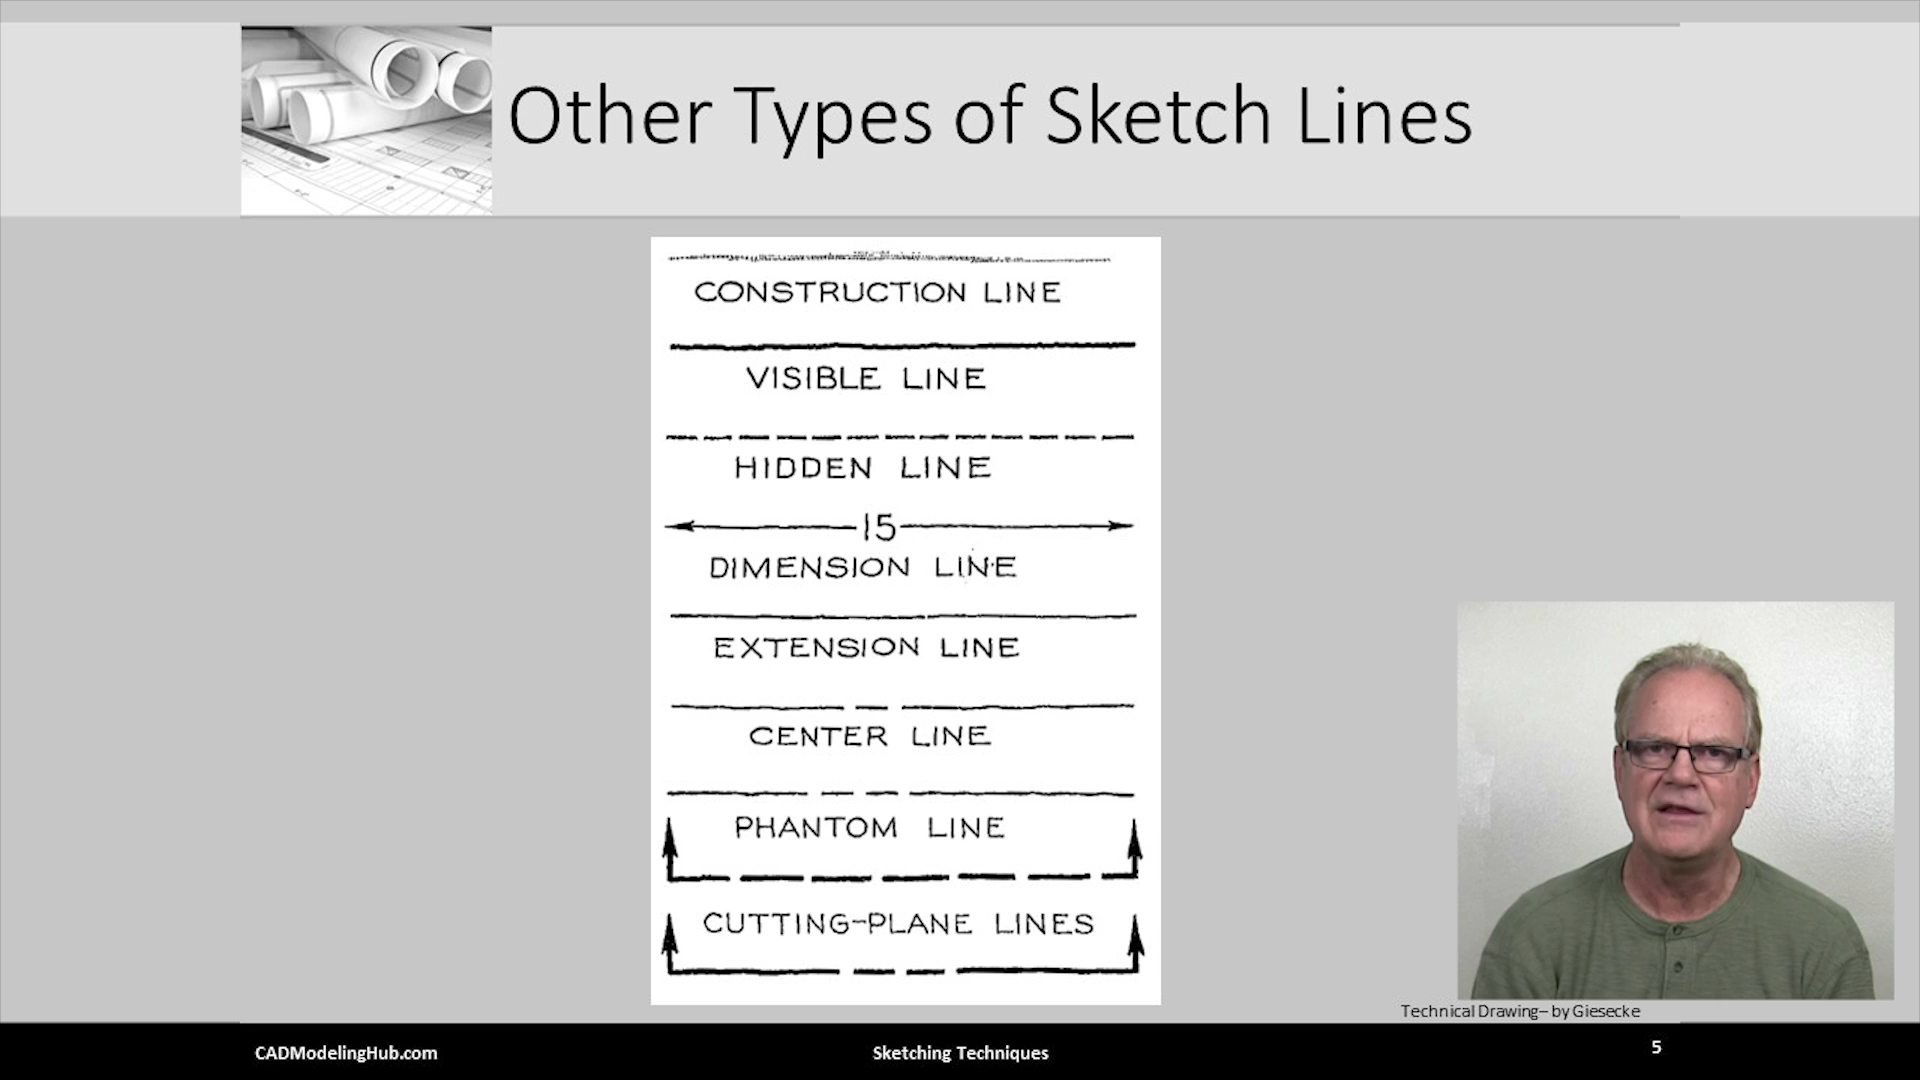 Other Types of Sketch Lines
CONSTRUCTION LINE
VISIBLE LINE
HIDDEN LINE
15
DIMENSION LINE
EXTENSION LINE
CENTER LINE
PHANTOM LINE
CUTTING-PLANE LINES
Technical Drawing– by Giesecke
CADModelingHub.com
Sketching Techniques
5